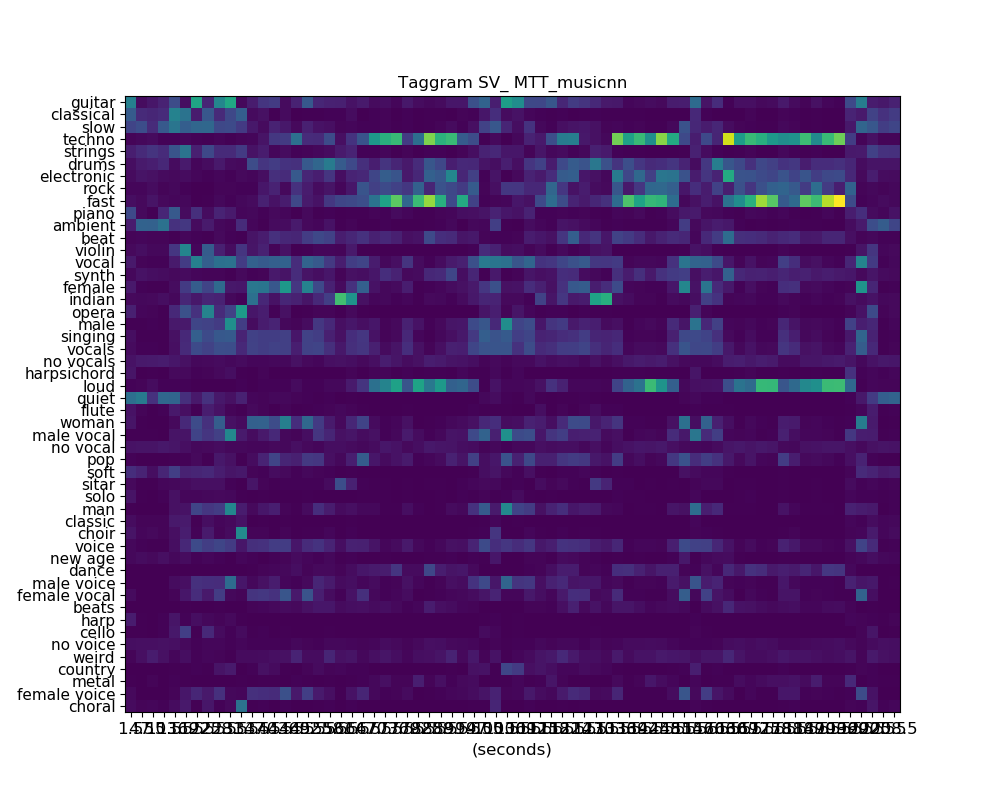 Taggram SV_ MTT_musicnn
guitar
classical
slow
techno
strings
drums
electronic
rock
fast
piano
ambient
beat
violin
vocal
synth
female
indian
opera
male
singing
vocals
no vocals
harpsichord
loud
quiet
flute
woman
male vocal
no vocal
pop
soft
sitar
solo
man
classic
choir
voice
new age
dance
male voice
female vocal
beats
harp
cello
no voice
weird
country
metal
female voice
choral
(seconds)